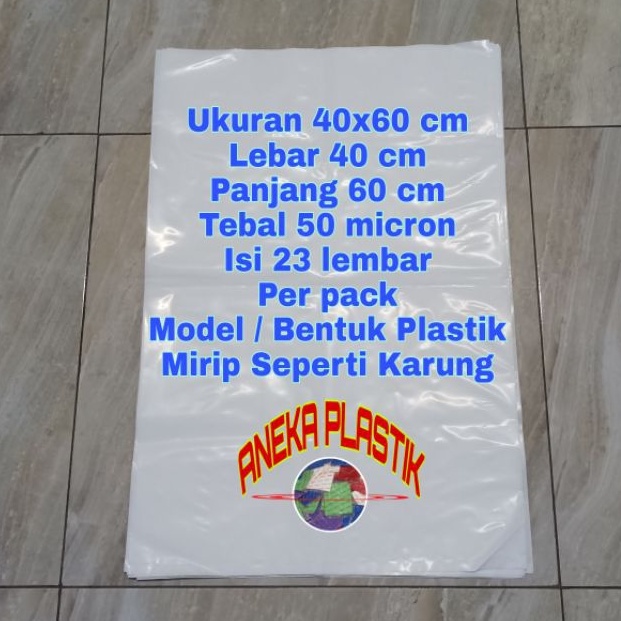 Ukuran 40x60 cm
Lebar 40 cm
Panjang 60 cm
Tebal 50 micron
Isi 23 lembar
Per pack
Model / Bentuk Plastik
Mirip Seperti Karung
ANEKA PLASTIK